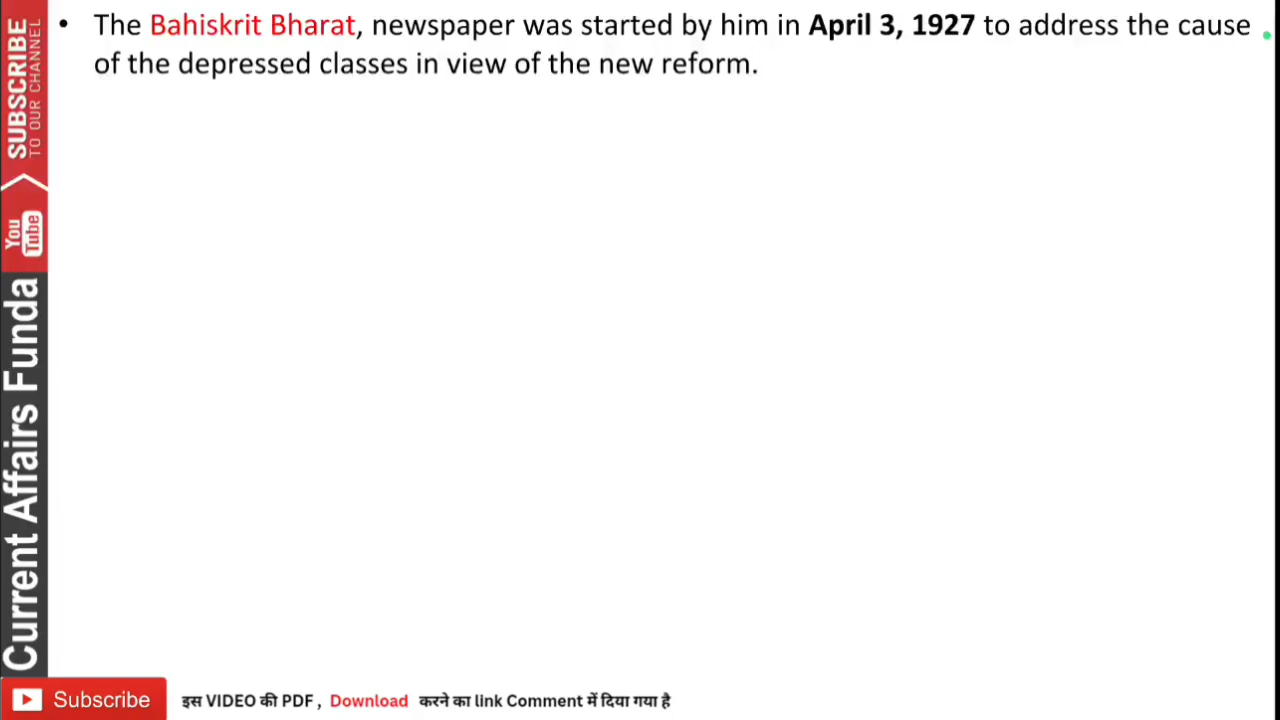 • The Bahiskrit Bharat, newspaper was started by him in April 3, 1927 to address the cause
of the depressed classes in view of the new reform.
SUBSCRIBE
TO OUR CHANNEL
You Tube
Current Affairs Funda
Subscribe
इस VIDEO की PDF , Download करने का link Comment में दिया गया है